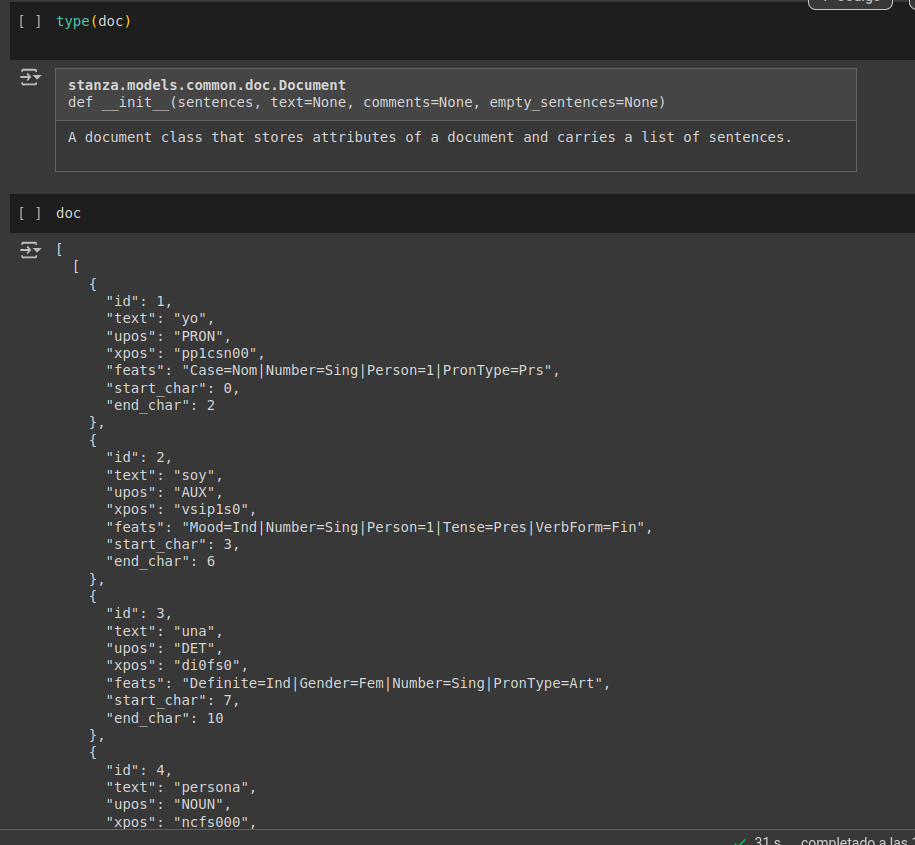 [ ] type(doc)
stanza.models.common.doc.Document
def __init__(sentences, text=None, comments=None, empty_sentences=None)
A document class that stores attributes of a document and carries a list of sentences.
[ ] doc
[
[
{
"id": 1,
"text": "yo",
"upos": "PRON",
"xpos": "pp1csn00",
"feats": "Case=Nom|Number=Sing|Person=1|PronType=Prs",
"start_char": 0,
"end_char": 2
},
{
"id": 2,
"text": "soy",
"upos": "AUX",
"xpos": "vsip1s0",
"feats": "Mood=Ind|Number=Sing|Person=1|Tense=Pres|VerbForm=Fin",
"start_char": 3,
"end_char": 6
},
{
"id": 3,
"text": "una",
"upos": "DET",
"xpos": "di0fs0",
"feats": "Definite=Ind|Gender=Fem|Number=Sing|PronType=Art",
"start_char": 7,
"end_char": 10
},
{
"id": 4,
"text": "persona",
"upos": "NOUN",
"xpos": "ncfs000",
31 s completado a las